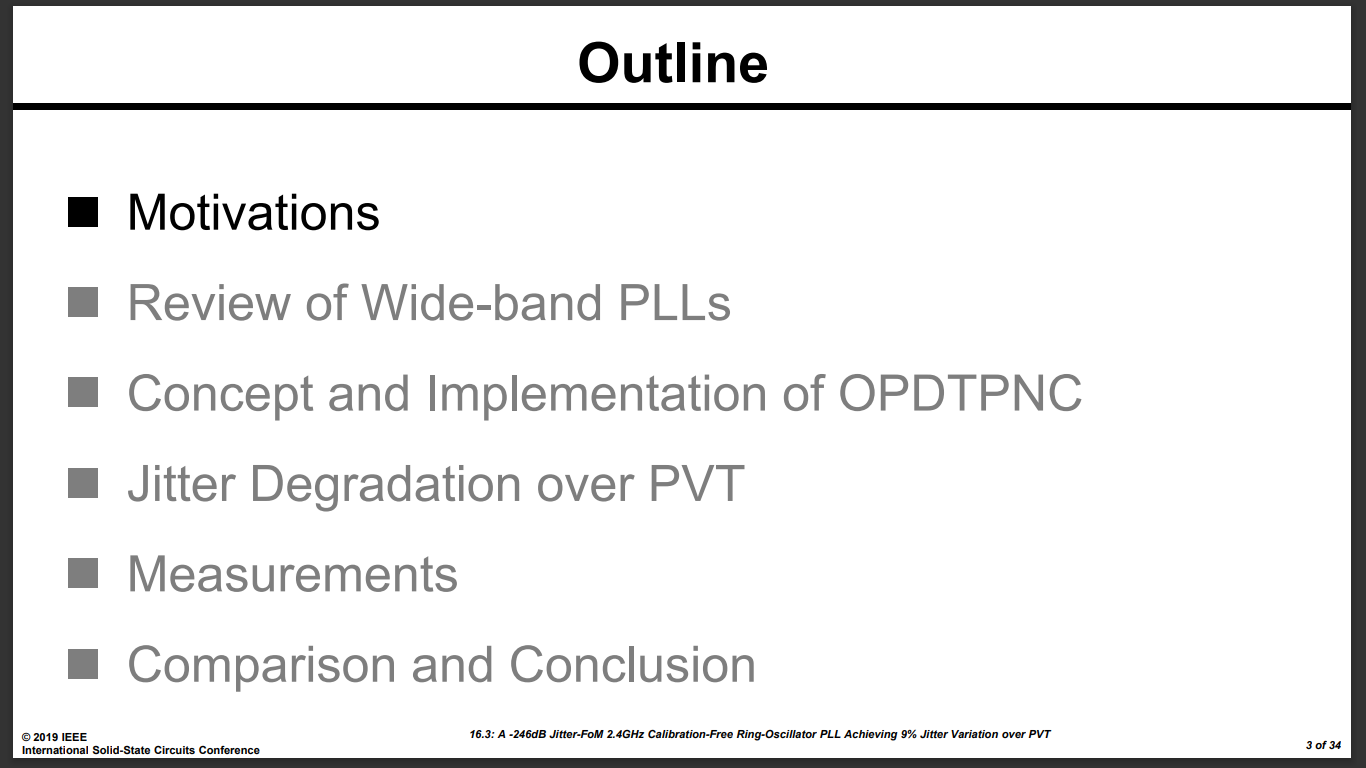 Outline
Motivations
Review of Wide-band PLLs
Concept and Implementation of OPDTPNC
Jitter Degradation over PVT
Measurements
Comparison and Conclusion
© 2019 IEEE
International Solid-State Circuits Conference
16.3: A -246dB Jitter-FoM 2.4GHz Calibration-Free Ring-Oscillator PLL Achieving 9% Jitter Variation over PVT
3 of 34